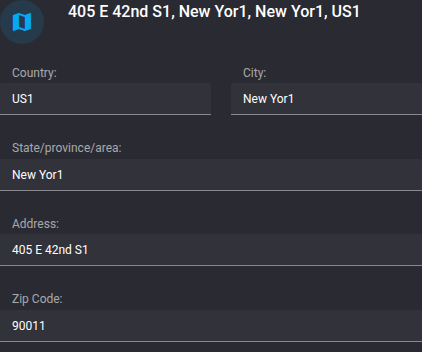 405 E 42nd S1, New Yor1, New Yor1, US1
Country: City:
US1 New Yor1
State/province/area:
New Yor1
Address:
405 E 42nd S1
Zip Code:
90011